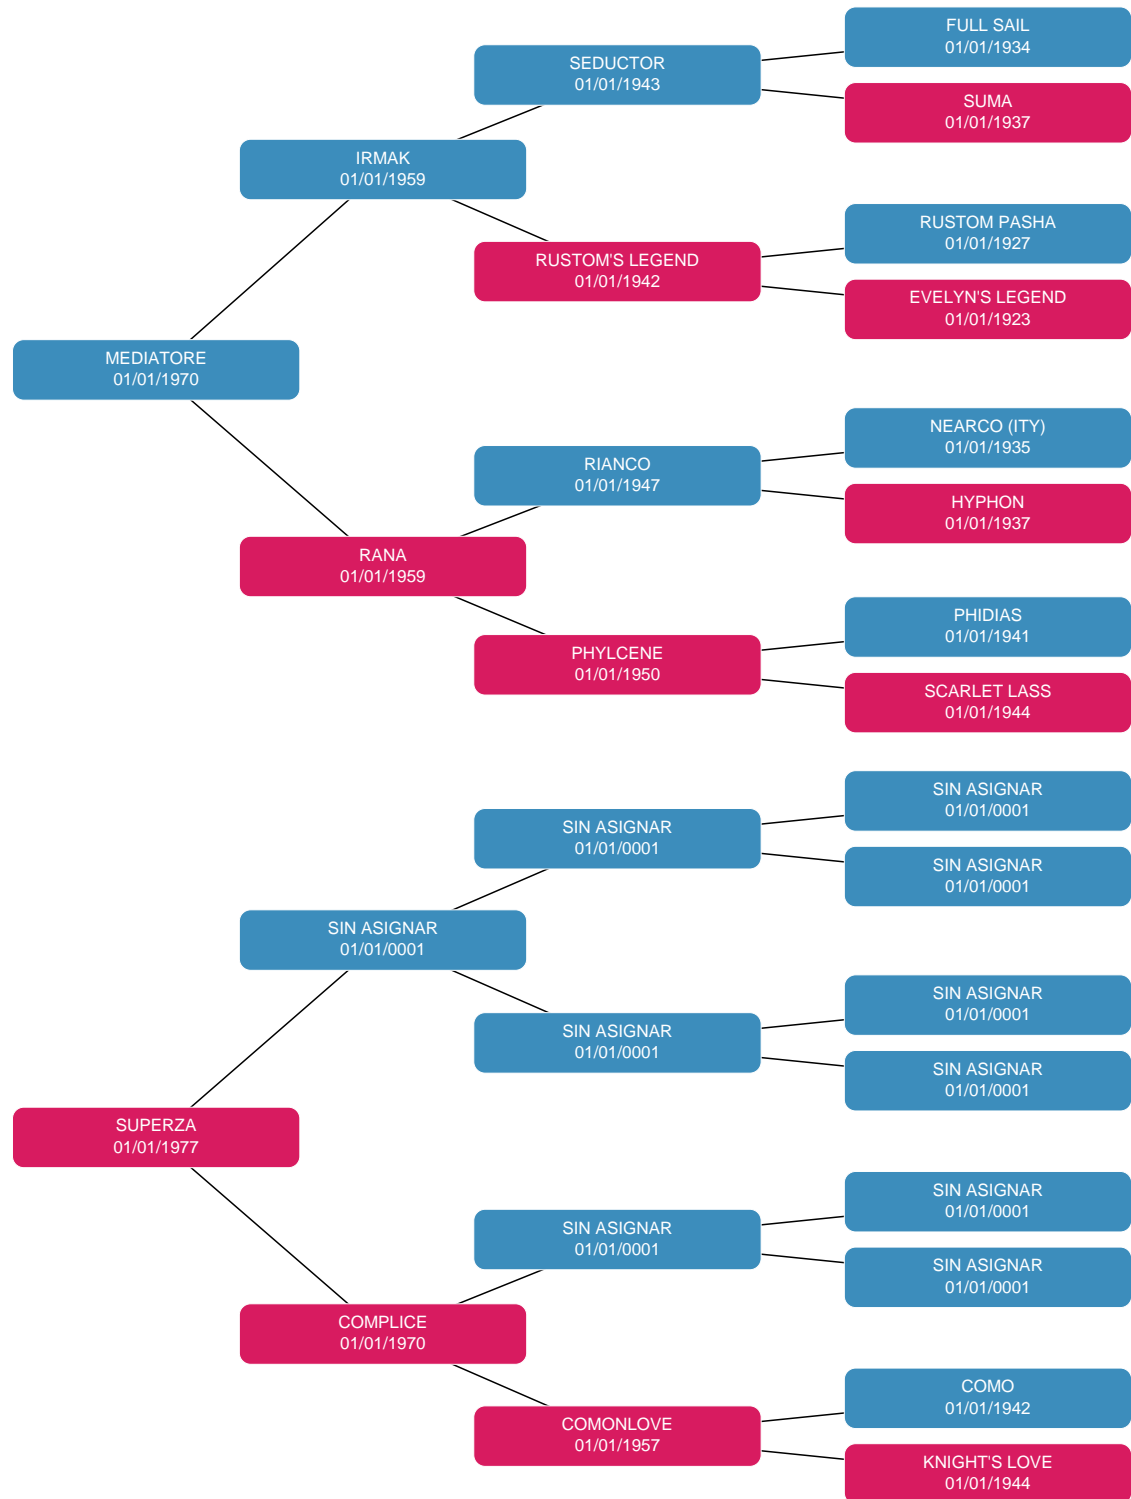 FULL SAIL
01/01/1934
SEDUCTOR
01/01/1943
SUMA
01/01/1937
IRMAK
01/01/1959
RUSTOM PASHA
01/01/1927
RUSTOM'S LEGEND
01/01/1942
EVELYN'S LEGEND
01/01/1923
MEDIATORE
01/01/1970
NEARCO (ITY)
01/01/1935
RIANCO
01/01/1947
HYPHON
01/01/1937
RANA
01/01/1959
PHIDIAS
01/01/1941
PHYLCENE
01/01/1950
SCARLET LASS
01/01/1944
SIN ASIGNAR
01/01/0001
SIN ASIGNAR
01/01/0001
SIN ASIGNAR
01/01/0001
SIN ASIGNAR
01/01/0001
SIN ASIGNAR
01/01/0001
SIN ASIGNAR
01/01/0001
SIN ASIGNAR
01/01/0001
SUPERZA
01/01/1977
SIN ASIGNAR
01/01/0001
SIN ASIGNAR
01/01/0001
SIN ASIGNAR
01/01/0001
COMPLICE
01/01/1970
COMO
01/01/1942
COMONLOVE
01/01/1957
KNIGHT'S LOVE
01/01/1944